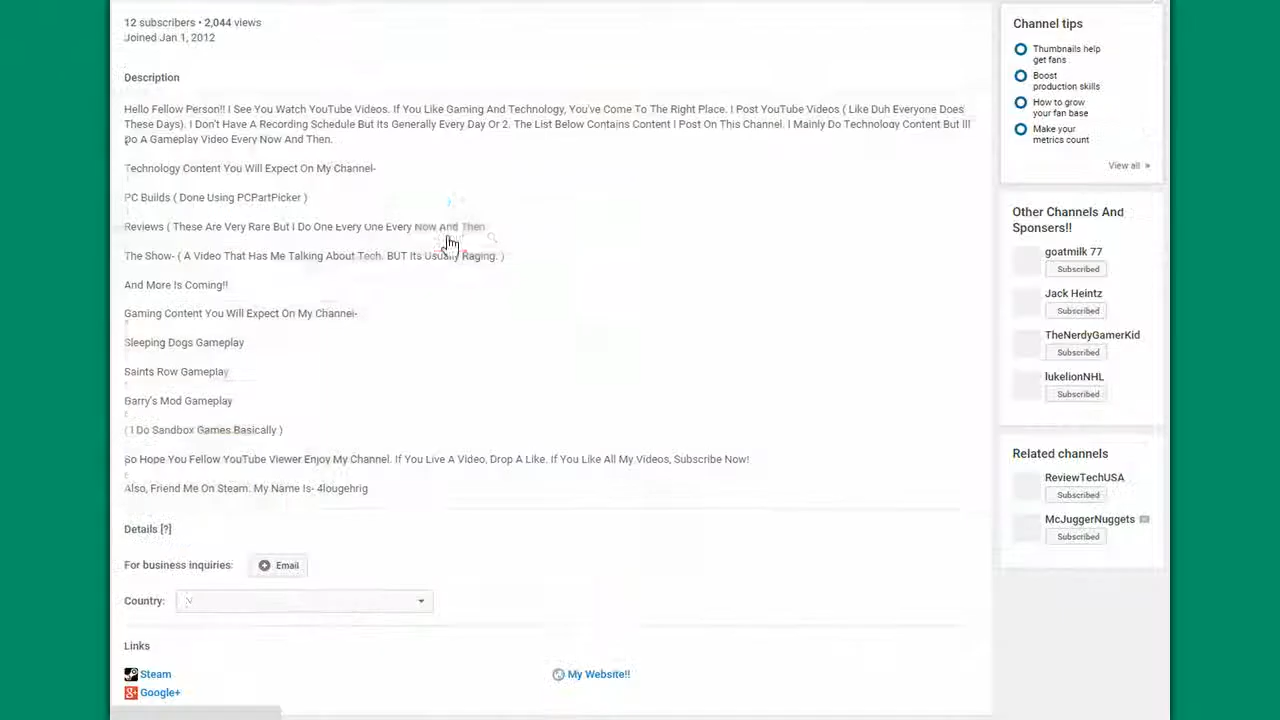 12 subscribers • 2,044 views
Joined Jan 1, 2012
Description
Hello Fellow Person!! I See You Watch YouTube Videos. If You Like Gaming And Technology, You've Come To The Right Place. I Post YouTube Videos ( Like Duh Everyone Does
These Days). I Don't Have A Recording Schedule But Its Generally Every Day Or 2. The List Below Contains Content I Post On This Channel. I Mainly Do Technology Content But Ill
Do A Gameplay Video Every Now And Then.
Technology Content You Will Expect On My Channel-
PC Builds ( Done Using PCPartPicker )
Reviews ( These Are Very Rare But I Do One Every One Every Now And Then
The Show- ( A Video That Has Me Talking About Tech. BUT Its Usually Raging. )
And More Is Coming!!
Gaming Content You Will Expect On My Channel-
Sleeping Dogs Gameplay
Saints Row Gameplay
Garry's Mod Gameplay
( I Do Sandbox Games Basically )
So Hope You Fellow YouTube Viewer Enjoy My Channel. If You Live A Video, Drop A Like. If You Like All My Videos, Subscribe Now!
Also, Friend Me On Steam. My Name Is- 4lougehrig
Details [?]
For business inquiries: Email
Country:
Links
Steam
My Website!!
Google+
Channel tips
Thumbnails help
get fans
Boost
production skills
How to grow
your fan base
Make your
metrics count
View all »
Other Channels And
Sponsers!!
goatmilk 77
Subscribed
Jack Heintz
Subscribed
TheNerdyGamerKid
Subscribed
lukelionNHL
Subscribed
Related channels
ReviewTechUSA
Subscribed
McJuggerNuggets
Subscribed